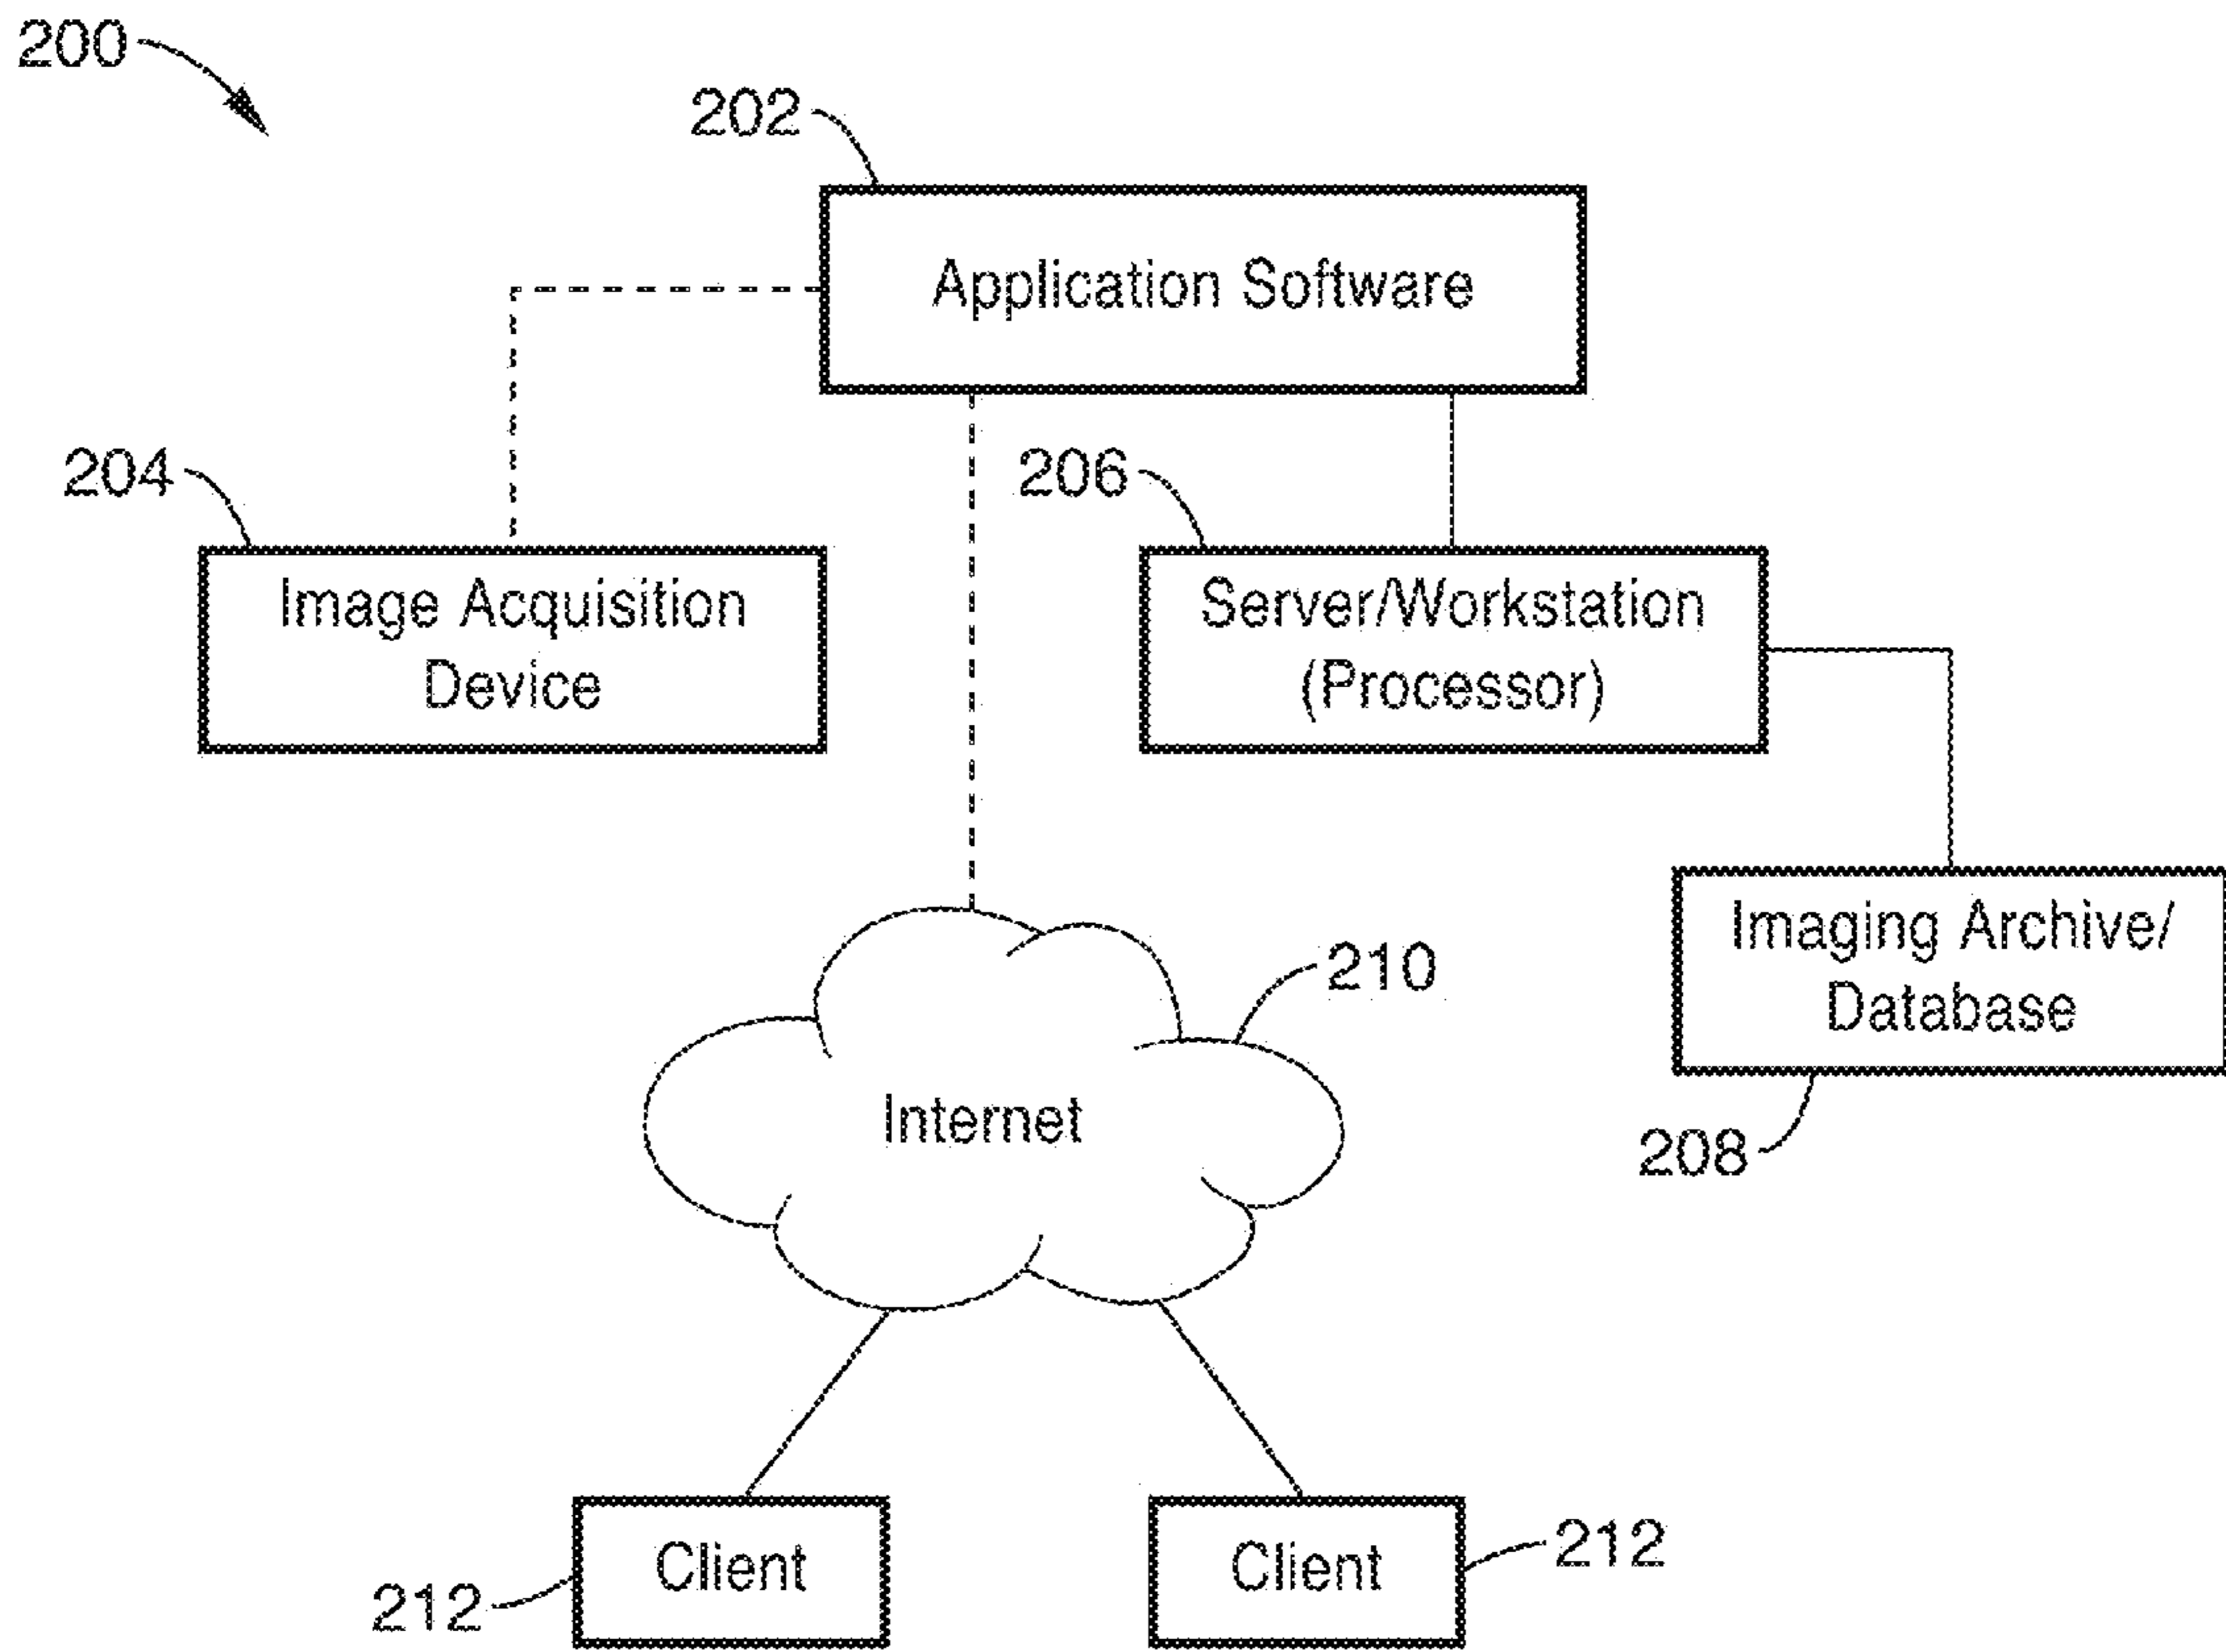 200
202
Application Software
204
206
Image Acquisition
Device
Server/Workstation
(Processor)
Imaging Archive/
Database
210
Internet
208
Client
Client
212
212